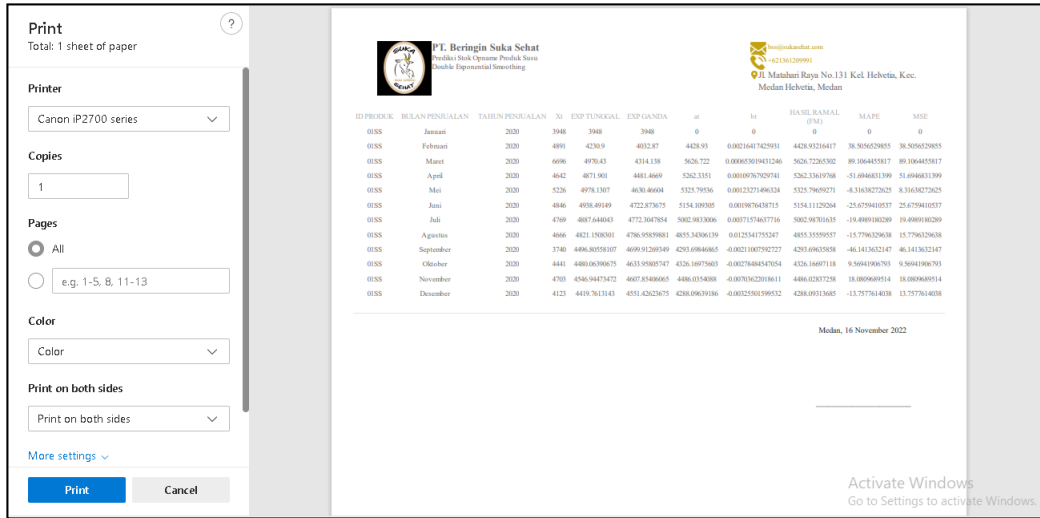 Print
?
Total: 1 sheet of paper
Printer
Canon iP2700 series
Copies
1
Pages
All
e.g. 1-5, 8, 11-13
Color
Color
Print on both sides
Print on both sides
More settings
Print Cancel
SUKA
SEHAT
PT. Beringin Suka Sehat
Prediksi Stok Opname Produk Susu
Double Exponential Smoothing
bss@sukasehat.com
+621361209991
Jl. Matahari Raya No.131 Kel. Helvetia, Kec.
Medan Helvetia, Medan
ID PRODUK BULAN PENJUALAN TAHUN PENJUALAN Xt EXP TUNGGAL EXP GANDA at bt HASIL RAMAL (FM) MAPE MSE
01SS Januari 2020 3948 3948 3948 0 0 0 0 0
01SS Februari 2020 4891 4230.9 4032.87 4428.93 0.00216417425931 4428.93216417 38.5056529855 38.5056529855
01SS Maret 2020 6696 4970.43 4314.138 5626.722 0.000653019431246 5626.72265302 89.1064455817 89.1064455817
01SS April 2020 4642 4871.901 4481.4669 5262.3351 0.00109767929741 5262.33619768 -51.6946831399 51.6946831399
01SS Mei 2020 5226 4978.1307 4630.46604 5325.79536 0.00123271496324 5325.79659271 -8.31638272625 8.31638272625
01SS Juni 2020 4846 4938.49149 4722.873675 5154.109305 0.0019876438715 5154.11129264 -25.6759410537 25.6759410537
01SS Juli 2020 4769 4887.644043 4772.3047854 5002.9833006 0.00371574637716 5002.98701635 -19.4989180289 19.4989180289
01SS Agustus 2020 4666 4821.1508301 4786.95859881 4855.34306139 0.0125341755247 4855.35559557 -15.7796329638 15.7796329638
01SS September 2020 3740 4496.80558107 4699.91269349 4293.69846865 -0.00211007592727 4293.69635858 -46.1413632147 46.1413632147
01SS Oktober 2020 4441 4480.06390675 4633.95805747 4326.16975603 -0.00278484547054 4326.16697118 9.56941906793 9.56941906793
01SS November 2020 4703 4546.94473472 4607.85406065 4486.0354088 -0.00703622018611 4486.02837258 18.0809689514 18.0809689514
01SS Desember 2020 4123 4419.7613143 4551.42623675 4288.09639186 -0.00325501599532 4288.09313685 -13.7577614038 13.7577614038
Medan, 16 November 2022
Activate Windows
Go to Settings to activate Windows.